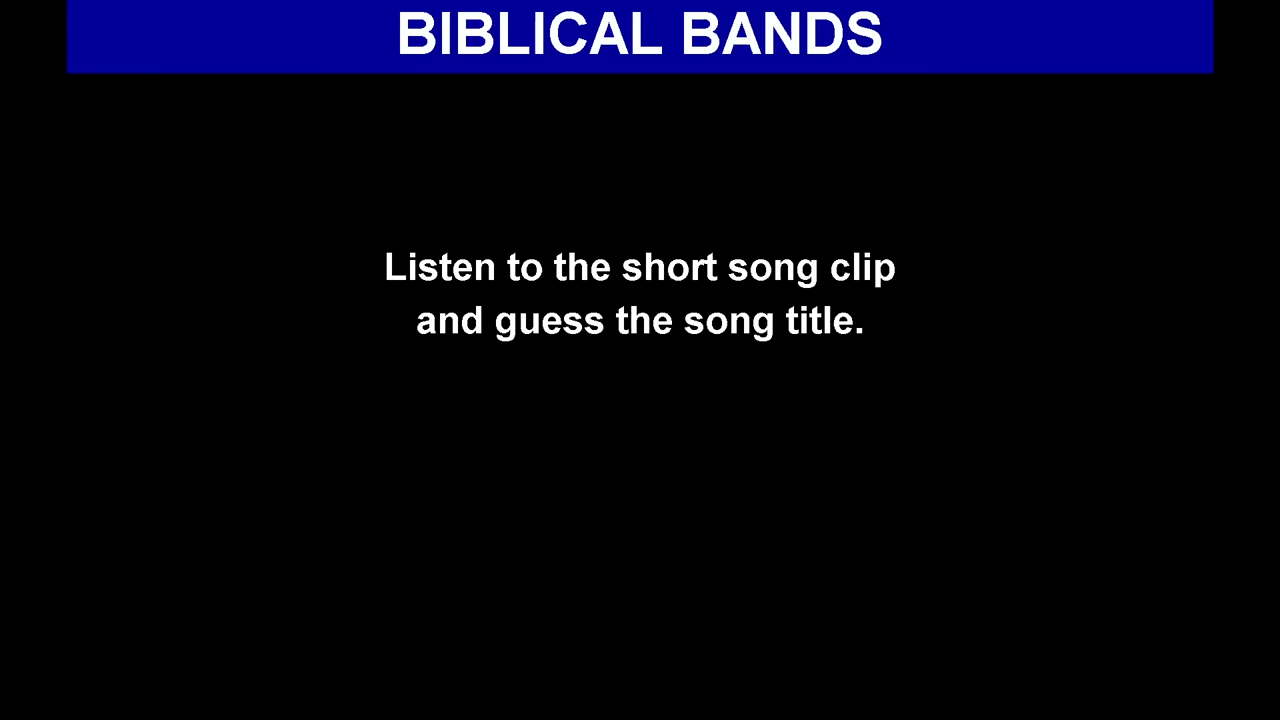 BIBLICAL BANDS
Listen to the short song clip
and guess the song title.